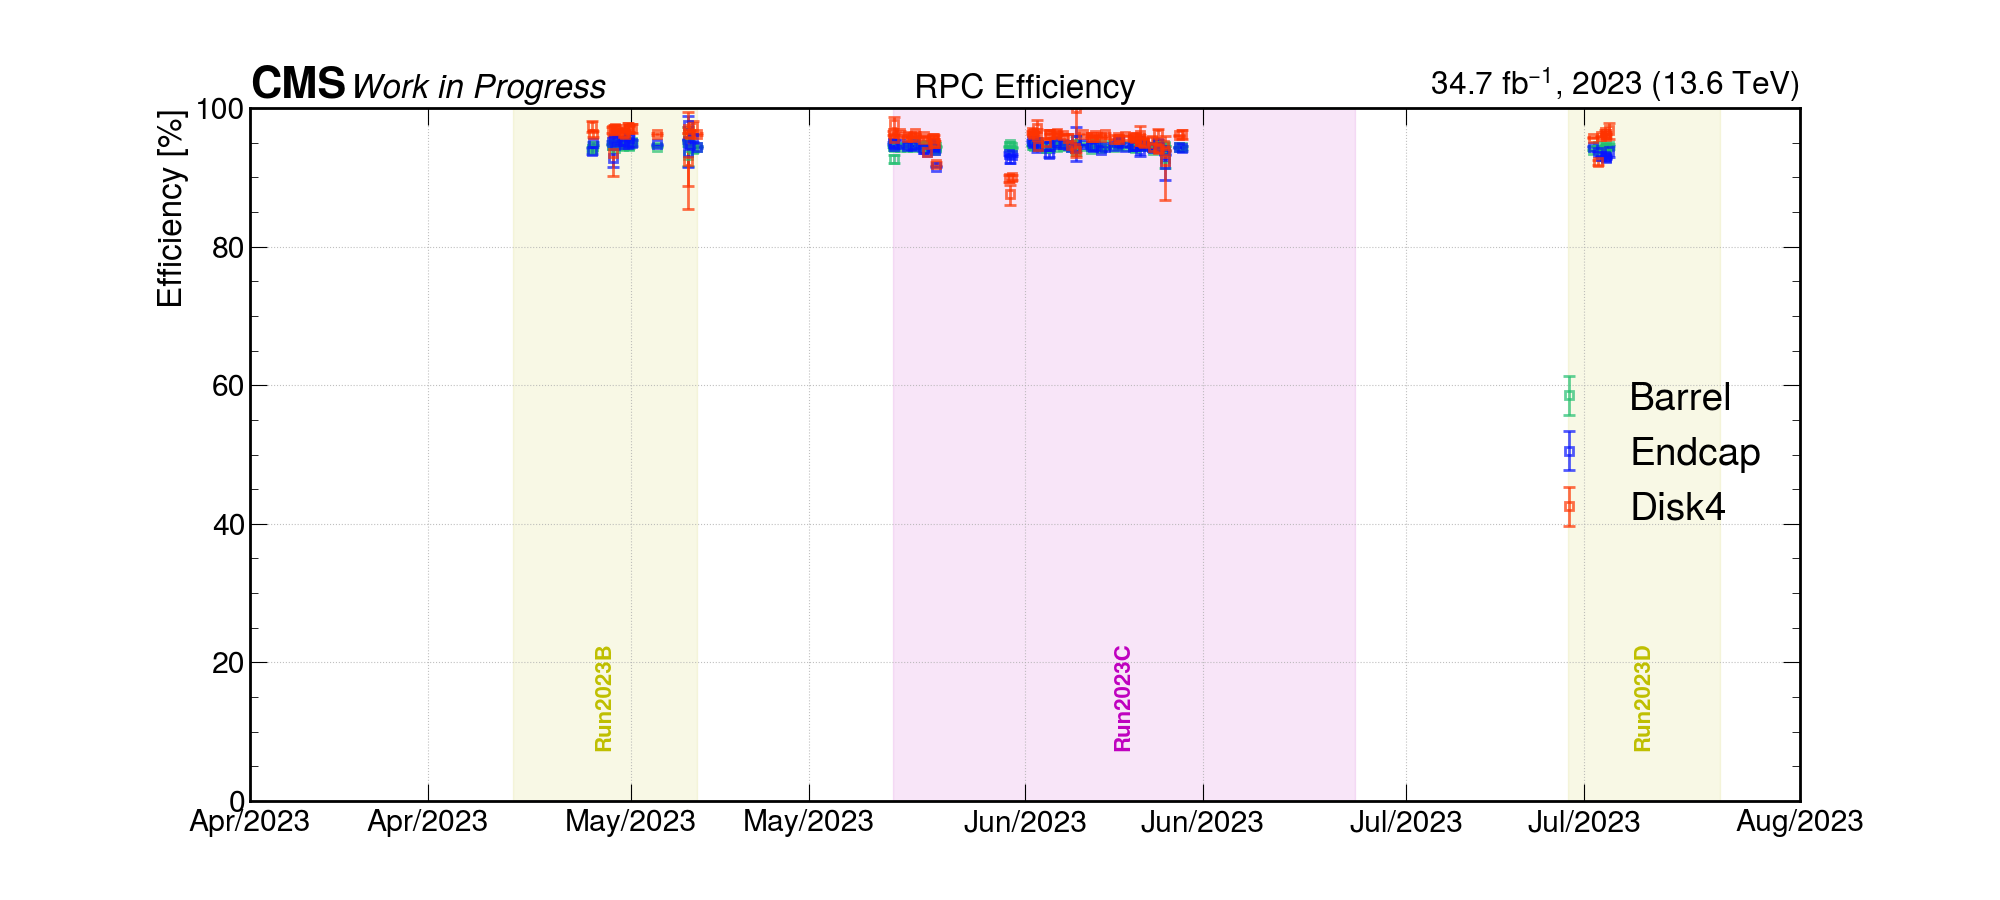 CMS Work in Progress RPC Efficiency 34.7 fb⁻¹, 2023 (13.6 TeV)
Efficiency [%]
100
80
60
40
20
0
Barrel
Endcap
Disk4
Run2023B Run2023C Run2023D
Apr/2023 Apr/2023 May/2023 May/2023 Jun/2023 Jun/2023 Jul/2023 Jul/2023 Aug/2023